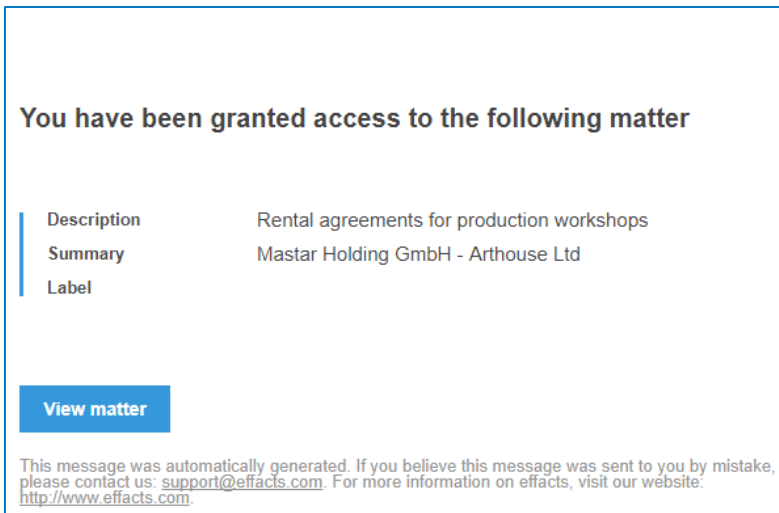 You have been granted access to the following matter
Description Rental agreements for production workshops
Summary Mastar Holding GmbH - Arthouse Ltd
Label
View matter
This message was automatically generated. If you believe this message was sent to you by mistake,
please contact us: support@effacts.com. For more information on effacts, visit our website:
http://www.effacts.com.